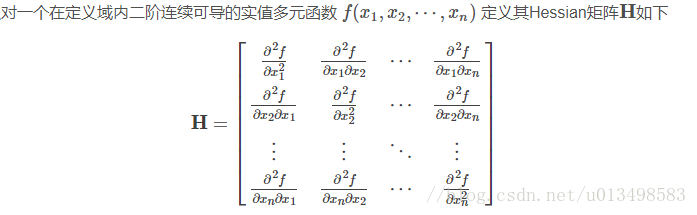 对一个在定义域内二阶连续可导的实值多元函数 $f(x_1, x_2, \cdots, x_n)$ 定义其Hessian矩阵$\mathbf{H}$如下
$\mathbf{H} = \begin{bmatrix} \frac{\partial^2 f}{\partial x_1^2} & \frac{\partial^2 f}{\partial x_1 \partial x_2} & \cdots & \frac{\partial^2 f}{\partial x_1 \partial x_n} \\ \frac{\partial^2 f}{\partial x_2 \partial x_1} & \frac{\partial^2 f}{\partial x_2^2} & \cdots & \frac{\partial^2 f}{\partial x_2 \partial x_n} \\ \vdots & \vdots & \ddots & \vdots \\ \frac{\partial^2 f}{\partial x_n \partial x_1} & \frac{\partial^2 f}{\partial x_n \partial x_2} & \cdots & \frac{\partial^2 f}{\partial x_n^2} \end{bmatrix}$
//blog.csdn.net/u013498583